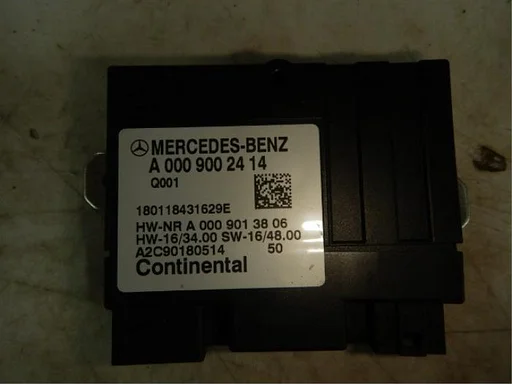 MERCEDES-BENZ
A 000 900 24 14
Q001
180118431629E
HW-NR A 000 901 38 06
HW-16/34.00 SW-16/48.00
A2C90180514 50
Continental